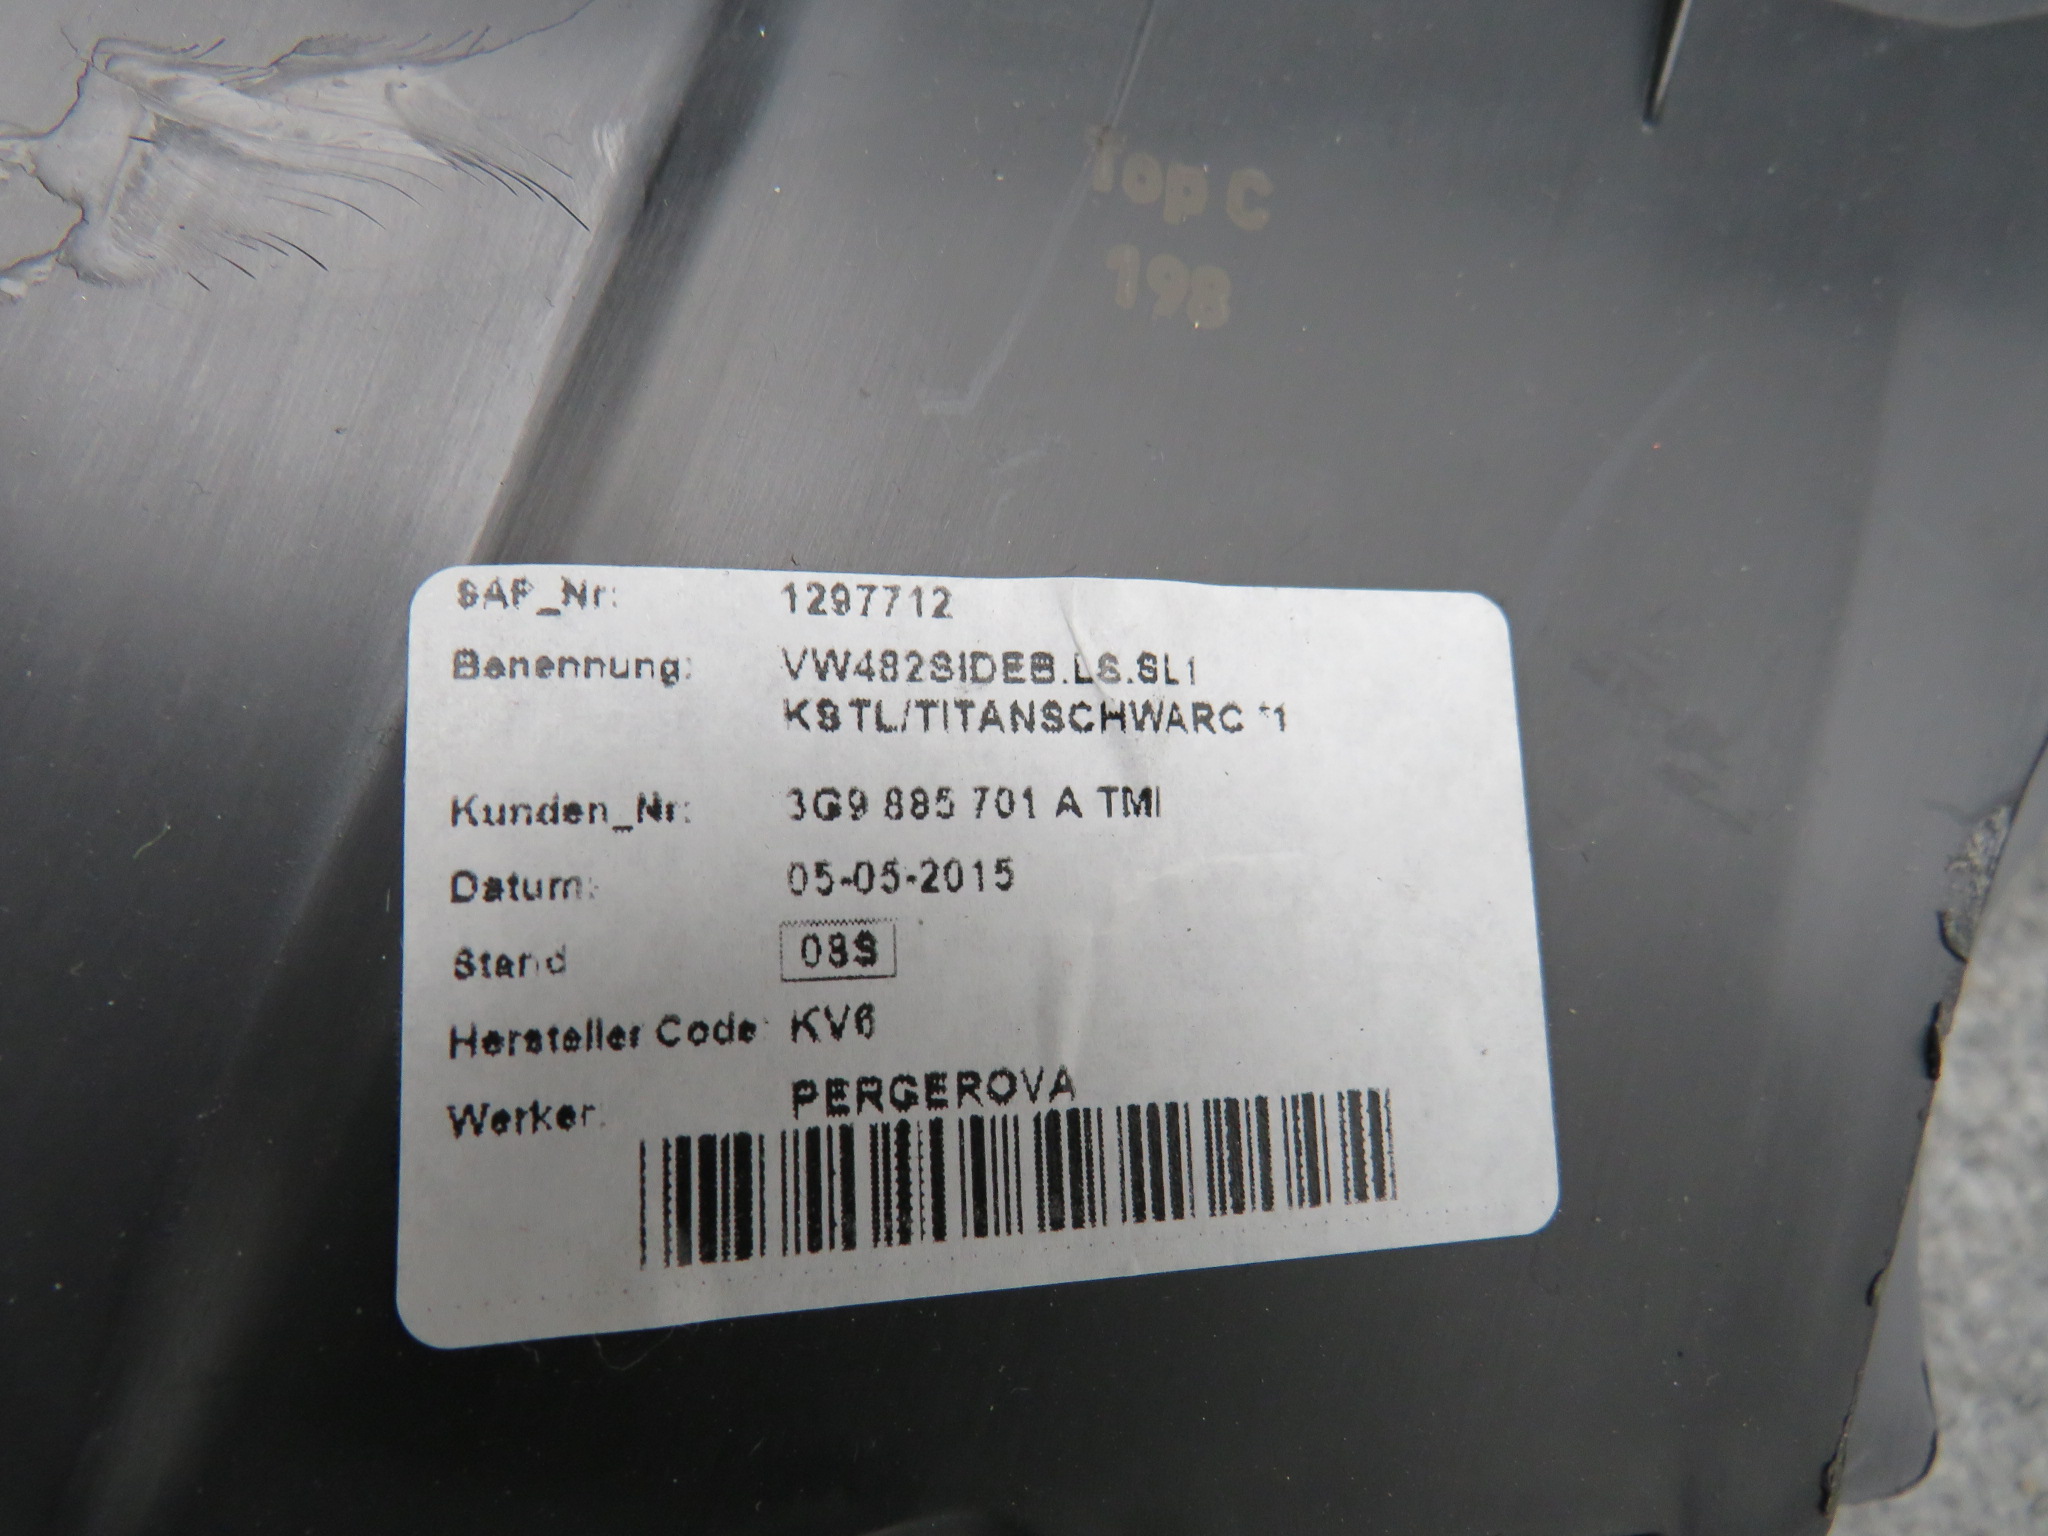 Top C
198
SAP_Nr: 1297712
Benennung: VW482SIDEB.LS.SL1
KSTL/TITANSCHWARC *1
Kunden_Nr: 3G9 885 701 A TMI
Datum: 05-05-2015
Stand 08S
Hersteller Code: KV6
Werker: PERGEROVA